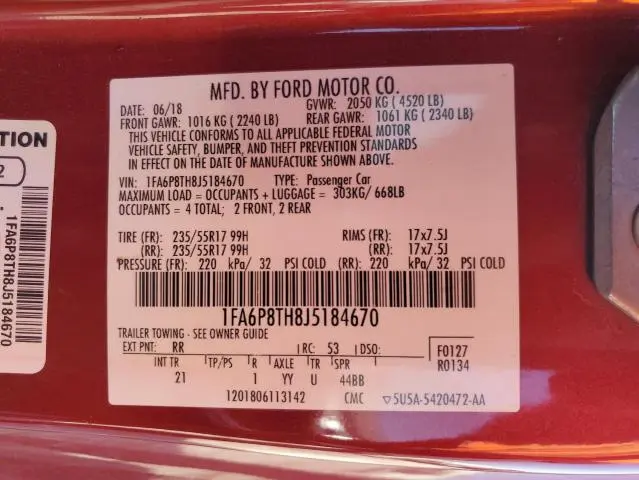 MFD. BY FORD MOTOR CO.
DATE: 06/18 GVWR: 2050 KG ( 4520 LB)
FRONT GAWR: 1016 KG ( 2240 LB) REAR GAWR: 1061 KG ( 2340 LB)
THIS VEHICLE CONFORMS TO ALL APPLICABLE FEDERAL MOTOR
VEHICLE SAFETY, BUMPER, AND THEFT PREVENTION STANDARDS
IN EFFECT ON THE DATE OF MANUFACTURE SHOWN ABOVE.
VIN: 1FA6P8TH8J5184670 TYPE: Passenger Car
MAXIMUM LOAD = OCCUPANTS + LUGGAGE = 303KG/ 668LB
OCCUPANTS = 4 TOTAL; 2 FRONT, 2 REAR
TIRE (FR): 235/55R17 99H RIMS (FR): 17x7.5J
(RR): 235/55R17 99H (RR): 17x7.5J
PRESSURE (FR): 220 kPa/ 32 PSI COLD (RR): 220 kPa/ 32 PSI COLD
1FA6P8TH8J5184670
TRAILER TOWING - SEE OWNER GUIDE
EXT PNT: RR RC: 53 DSO: F0127
R0134
INT TR TP/PS R AXLE TR SPR
21 1 YY U 44BB
1201806113142 CMC ▽5U5A-5420472-AA
TION
2
1FA6P8TH8J5184670